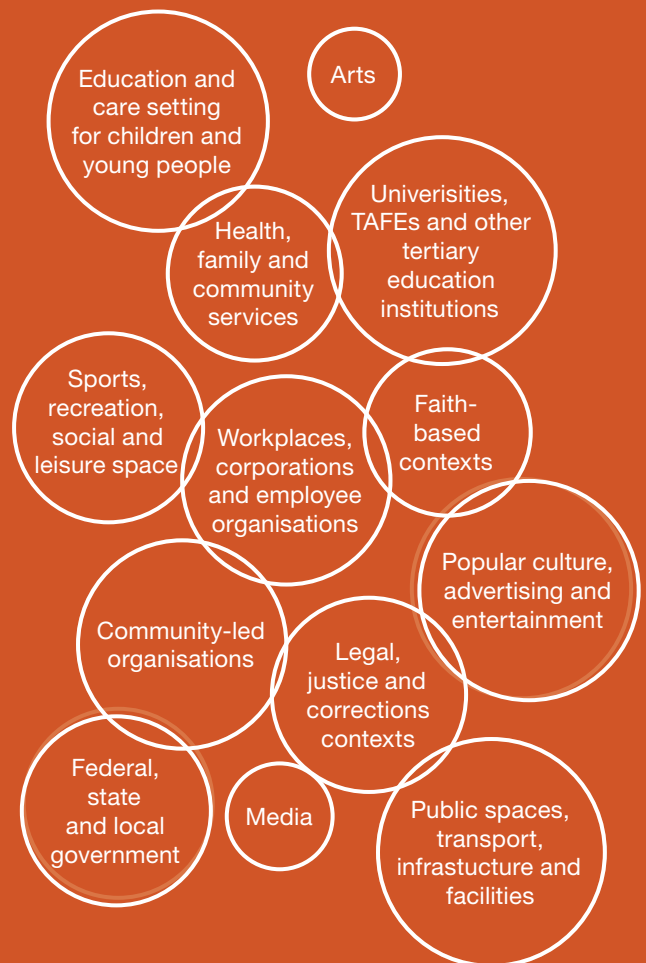 Education and
care setting
for children and
young people
Arts
Univerisities,
TAFEs and other
tertiary
education
institutions
Health,
family and
community
services
Sports,
recreation,
social and
leisure space
Workplaces,
corporations
and employee
organisations
Faith-
based
contexts
Popular culture,
advertising and
entertainment
Community-led
organisations
Legal,
justice and
corrections
contexts
Federal,
state
and local
government
Media
Public spaces,
transport,
infrastucture and
facilities